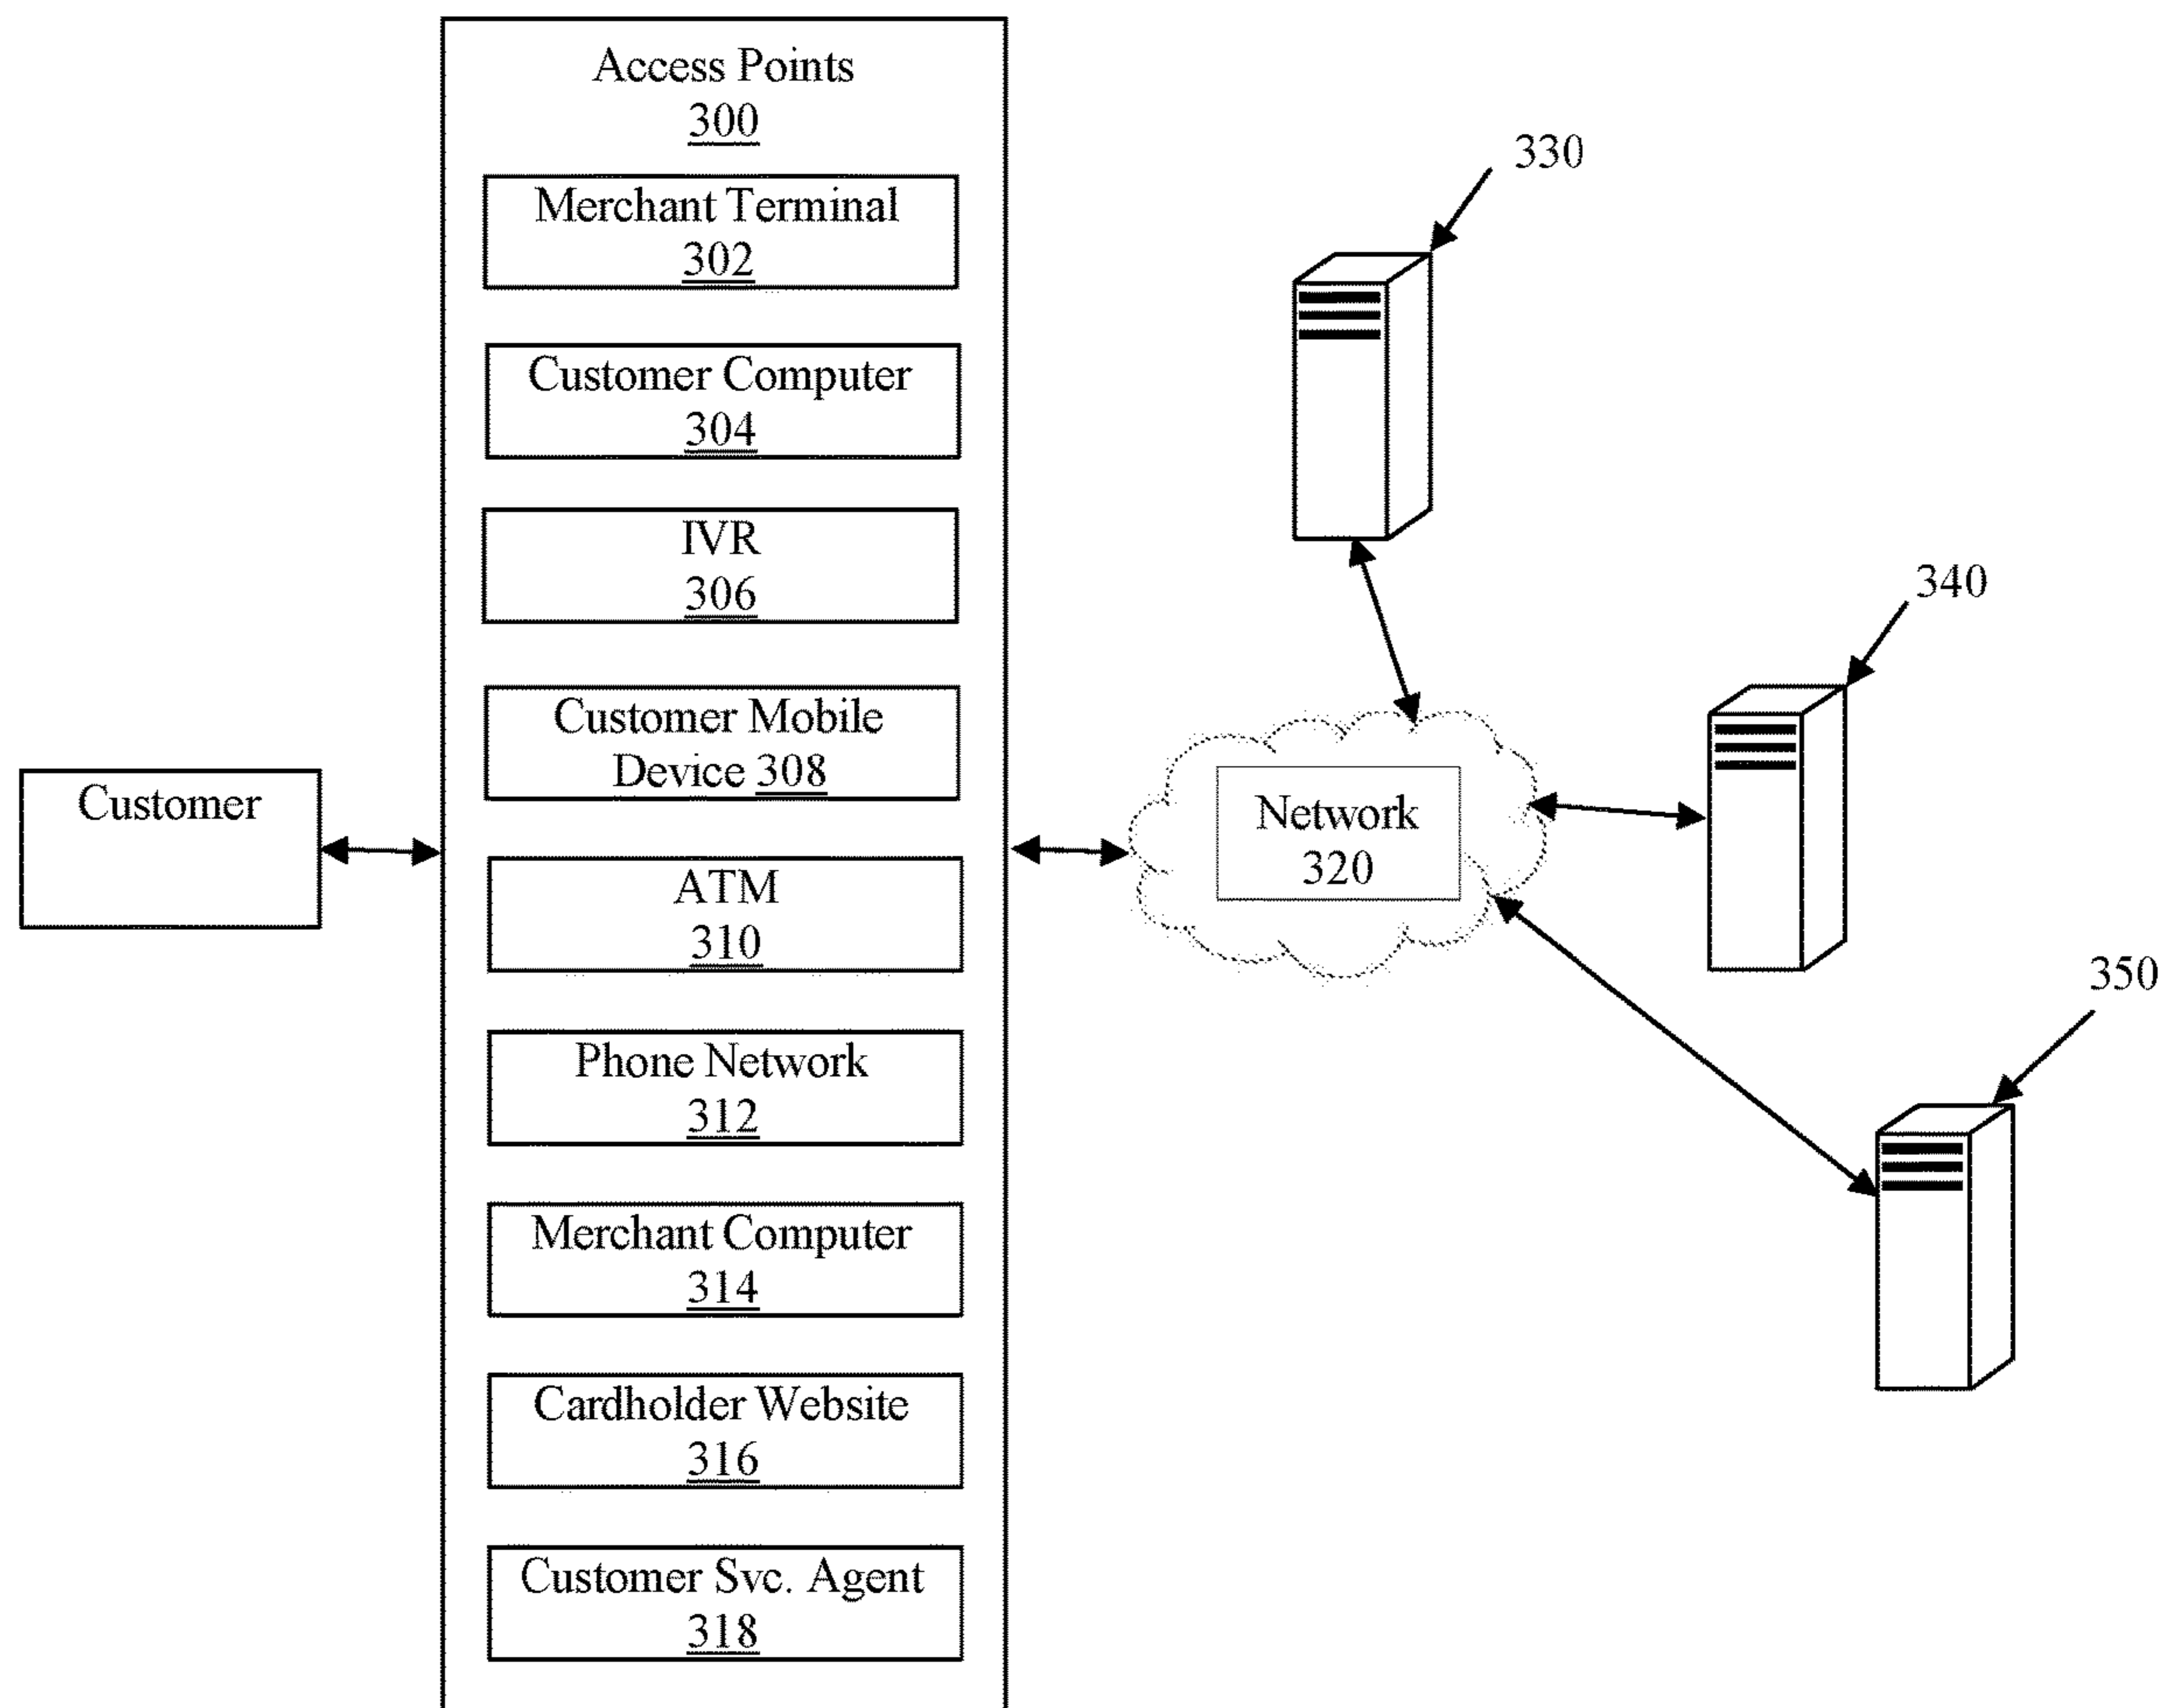 Access Points
300
Merchant Terminal
302
Customer Computer
304
IVR
306
Customer Mobile
Device 308
ATM
310
Phone Network
312
Merchant Computer
314
Cardholder Website
316
Customer Svc. Agent
318
Customer
Network
320
330
340
350